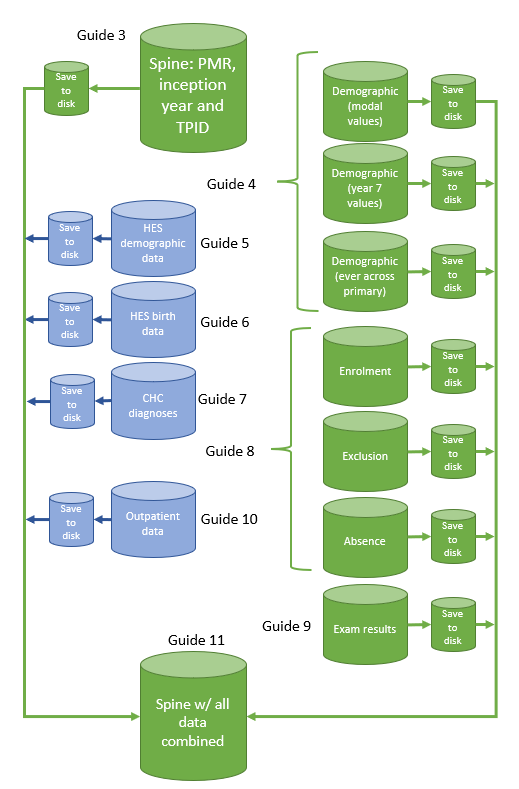 Guide 3
Spine: PMR,
inception
year and
TPID
Save
to
disk
Guide 4
Demographic
(modal
values)
Save
to
disk
Demographic
(year 7
values)
Save
to
disk
Demographic
(ever across
primary)
Save
to
disk
Save
to
disk
HES
demographic
data
Guide 5
Save
to
disk
HES birth
data
Guide 6
Save
to
disk
CHC
diagnoses
Guide 7
Guide 8
Enrolment
Save
to
disk
Exclusion
Save
to
disk
Absence
Save
to
disk
Save
to
disk
Outpatient
data
Guide 10
Guide 9
Exam results
Save
to
disk
Guide 11
Spine w/ all
data
combined